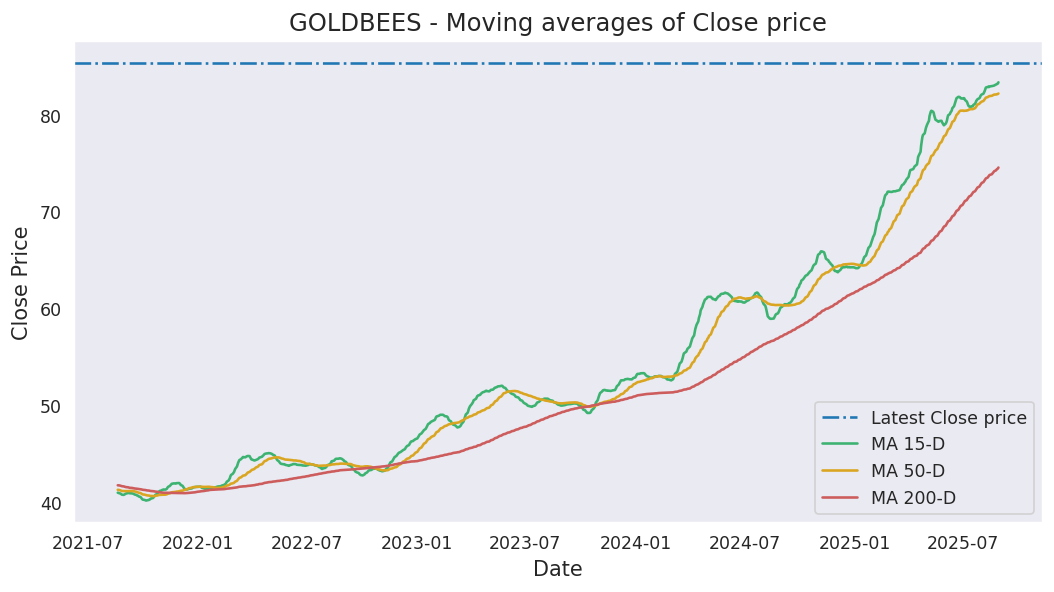 GOLDBEES - Moving averages of Close price
Close Price
80
70
60
50
40
2021-07 2022-01 2022-07 2023-01 2023-07 2024-01 2024-07 2025-01 2025-07
Date
Latest Close price
MA 15-D
MA 50-D
MA 200-D